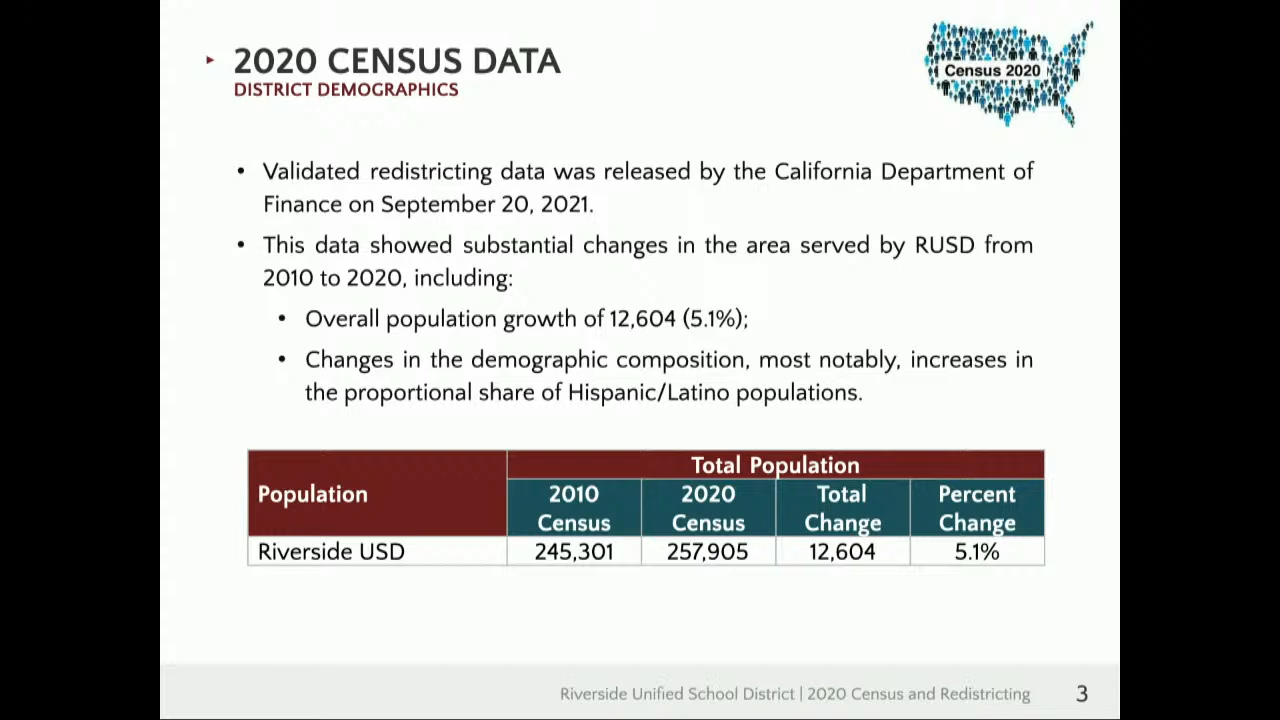 2020 CENSUS DATA
DISTRICT DEMOGRAPHICS
Census 2020
• Validated redistricting data was released by the California Department of
Finance on September 20, 2021.
• This data showed substantial changes in the area served by RUSD from
2010 to 2020, including:
• Overall population growth of 12,604 (5.1%);
• Changes in the demographic composition, most notably, increases in
the proportional share of Hispanic/Latino populations.
Total Population
Population
2010 Census
2020 Census
Total Change
Percent Change
Riverside USD 245,301 257,905 12,604 5.1%
Riverside Unified School District | 2020 Census and Redistricting 3